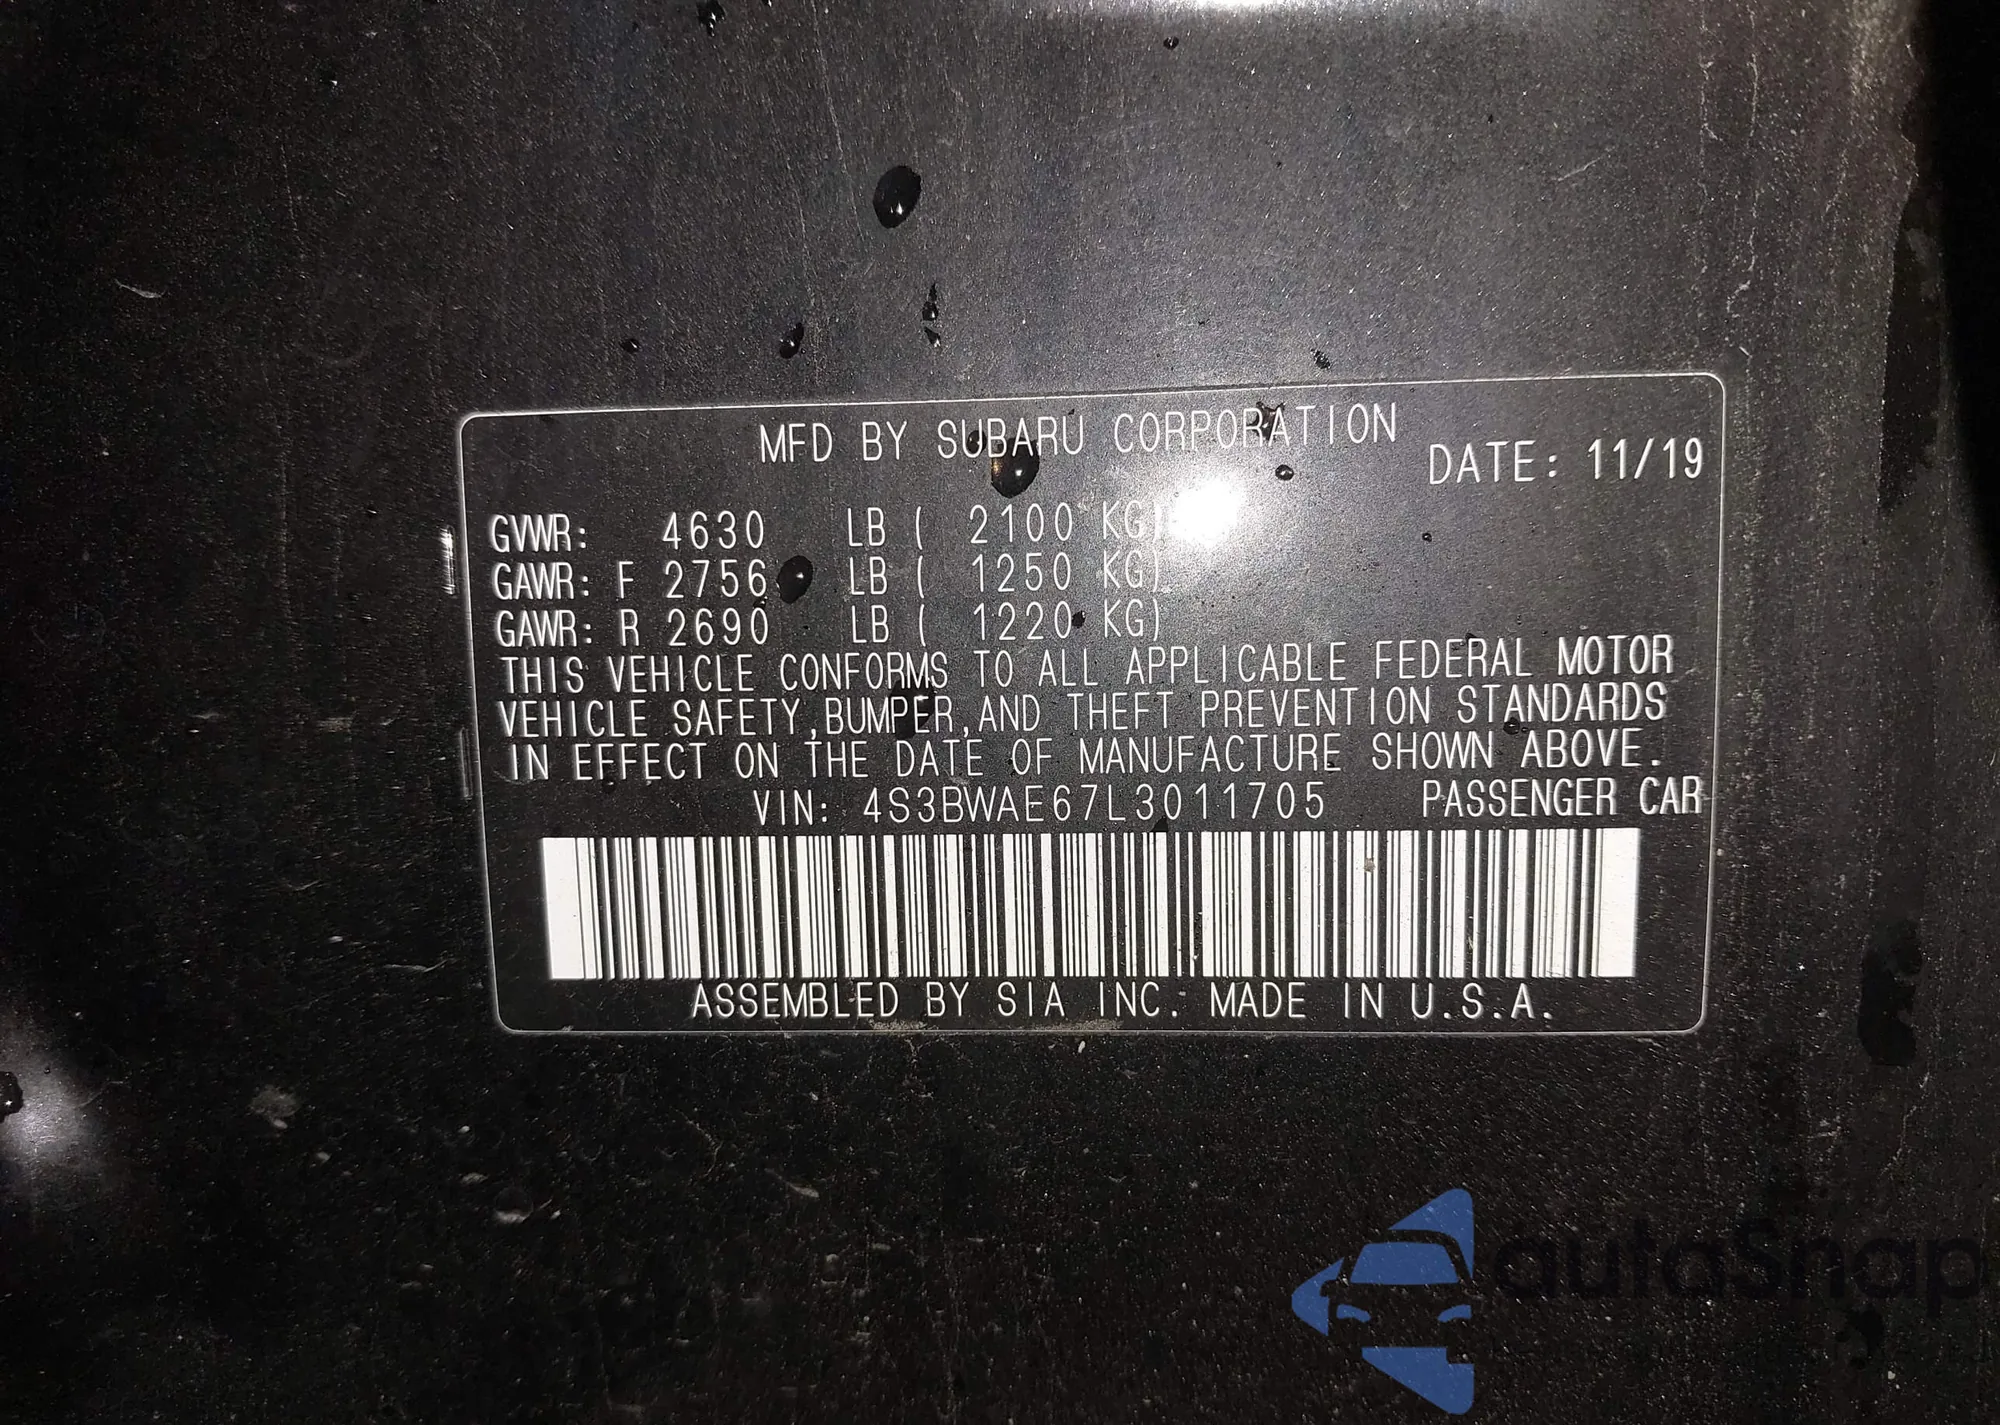 MFD BY SUBARU CORPORATION
DATE: 11/19
GVWR: 4630 LB ( 2100 KG)
GAWR: F 2756 LB ( 1250 KG)
GAWR: R 2690 LB ( 1220 KG)
THIS VEHICLE CONFORMS TO ALL APPLICABLE FEDERAL MOTOR
VEHICLE SAFETY,BUMPER,AND THEFT PREVENTION STANDARDS
IN EFFECT ON THE DATE OF MANUFACTURE SHOWN ABOVE.
VIN: 4S3BWAE67L3011705 PASSENGER CAR
ASSEMBLED BY SIA INC. MADE IN U.S.A.
autoSnap